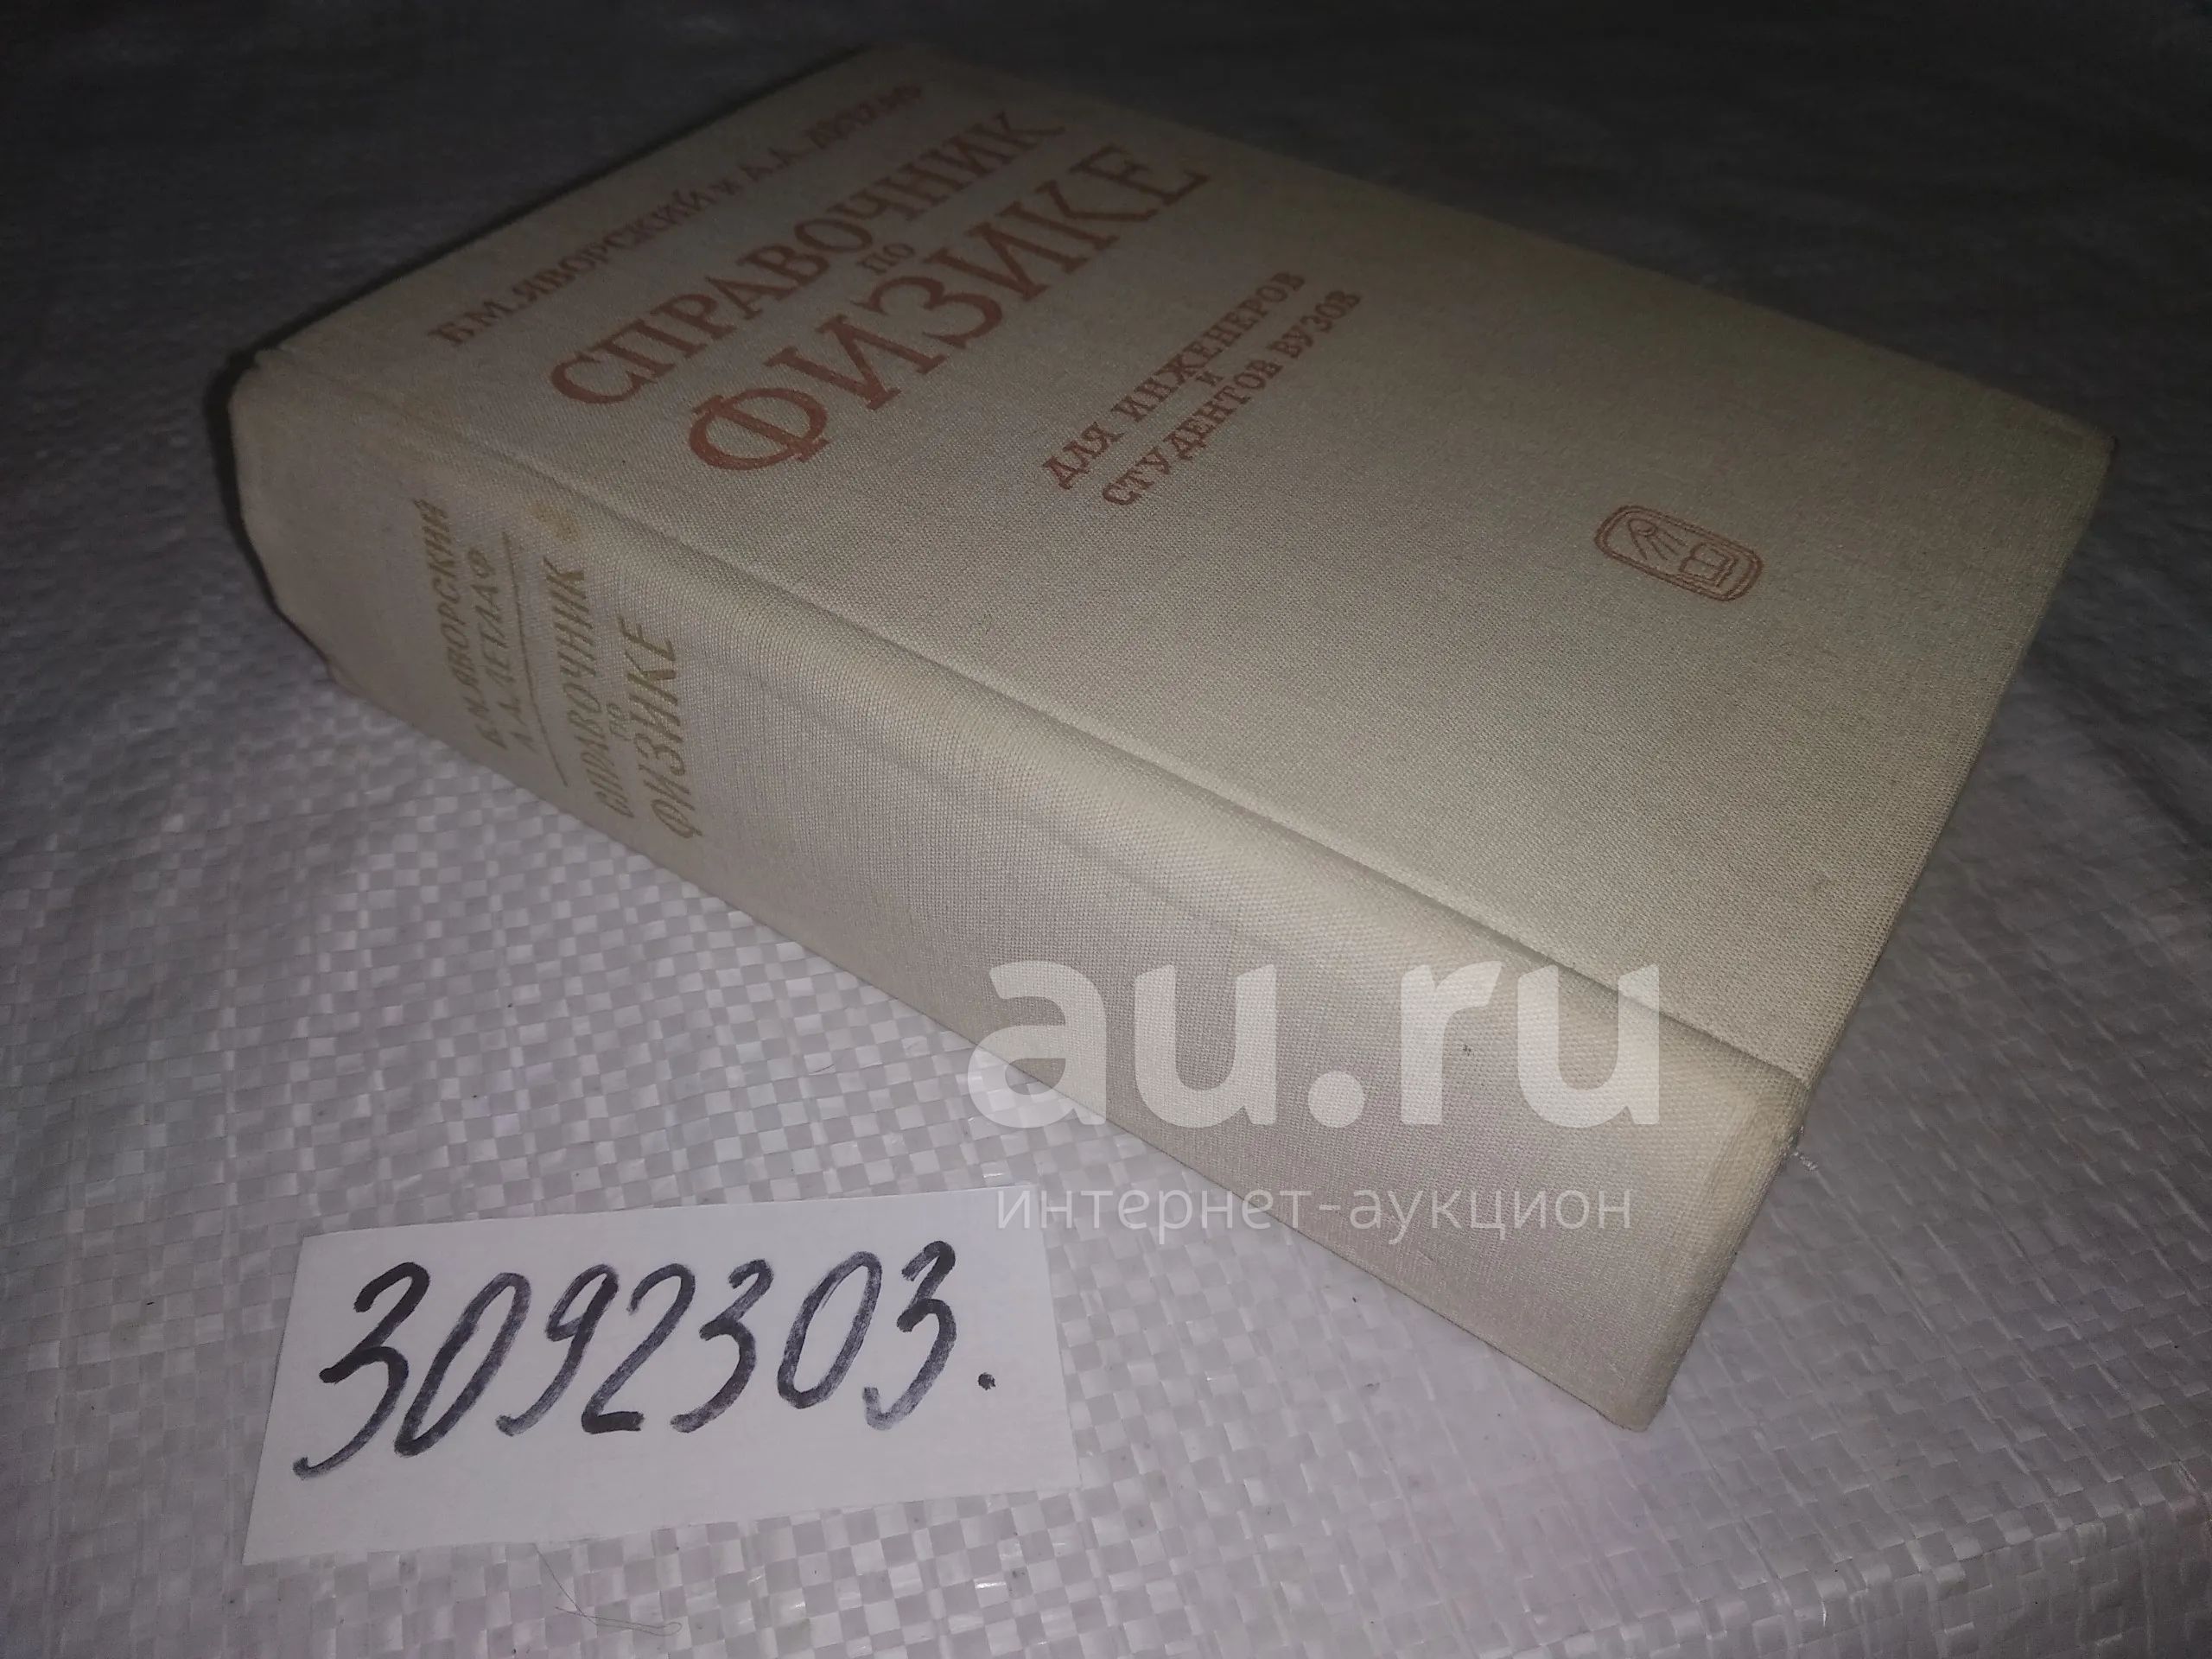 Б.М.ЯВОРСКИЙ и А.А. ДЕТЛАФ
СПРАВОЧНИК
ПО
ФИЗИКЕ
ДЛЯ ИНЖЕНЕРОВ
И
СТУДЕНТОВ ВУЗОВ
Б.М.ЯВОРСКИЙ
А.А.ДЕТЛАФ
СПРАВОЧНИК
ПО
ФИЗИКЕ
au.ru
интернет-аукцион
3092303.